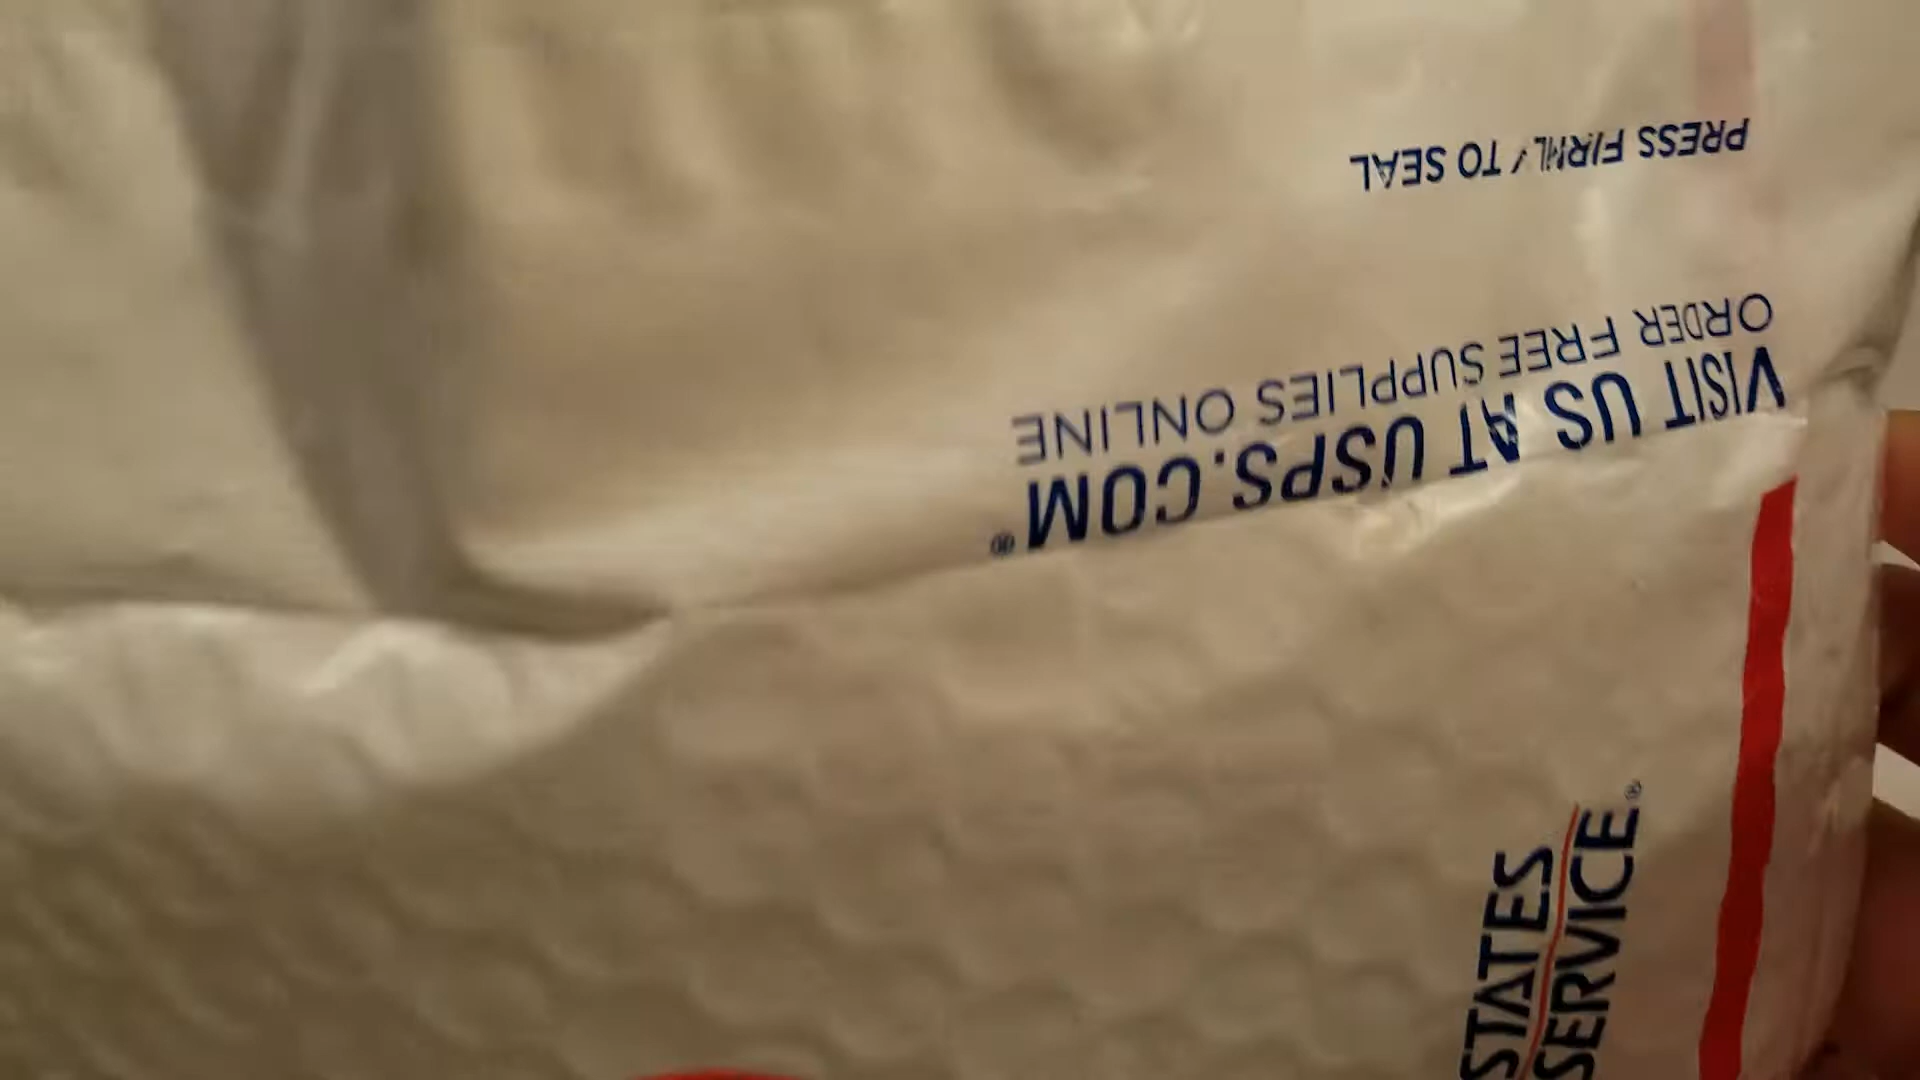 PRESS FIRMLY TO SEAL
VISIT US AT USPS.COM®
ORDER FREE SUPPLIES ONLINE
STATES
SERVICE®